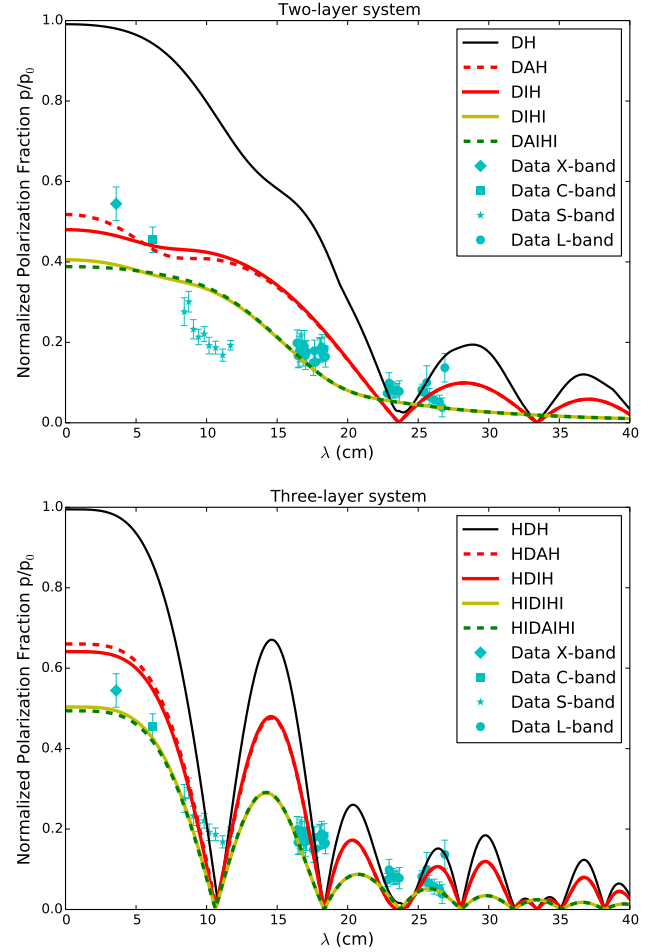 Two-layer system
Normalized Polarization Fraction p/p₀
1.0
0.8
0.6
0.4
0.2
0.0
DH
DAH
DIH
DIHI
DAIHI
Data X-band
Data C-band
Data S-band
Data L-band
0 5 10 15 20 25 30 35 40
λ (cm)
Three-layer system
Normalized Polarization Fraction p/p₀
1.0
0.8
0.6
0.4
0.2
0.0
HDH
HDAH
HDIH
HIDIHI
HIDAIHI
Data X-band
Data C-band
Data S-band
Data L-band
0 5 10 15 20 25 30 35 40
λ (cm)